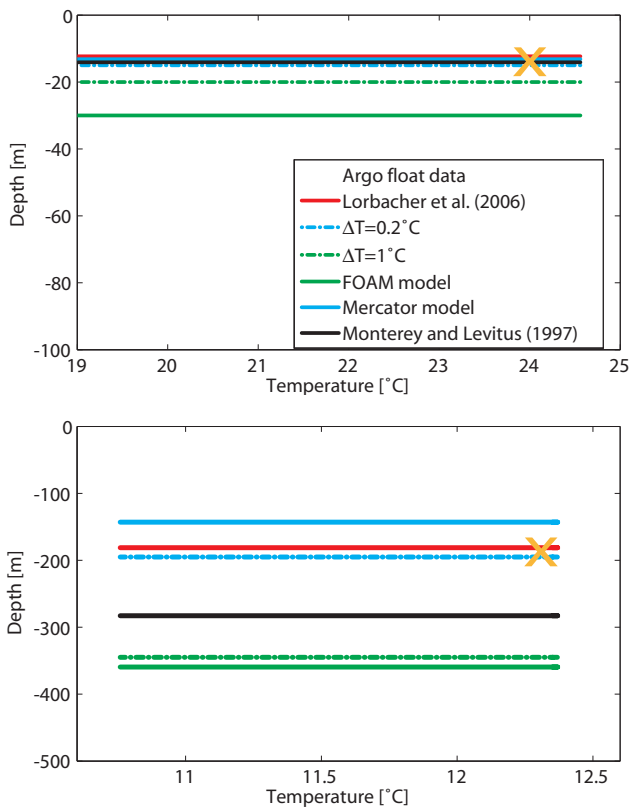 0
-20
-40
-60
-80
-100
Depth [m]
19
20
21
22
23
24
25
Temperature [˚C]
Argo float data
Lorbacher et al. (2006)
ΔT=0.2˚C
ΔT=1˚C
FOAM model
Mercator model
Monterey and Levitus (1997)
0
-100
-200
-300
-400
-500
Depth [m]
11
11.5
12
12.5
Temperature [˚C]